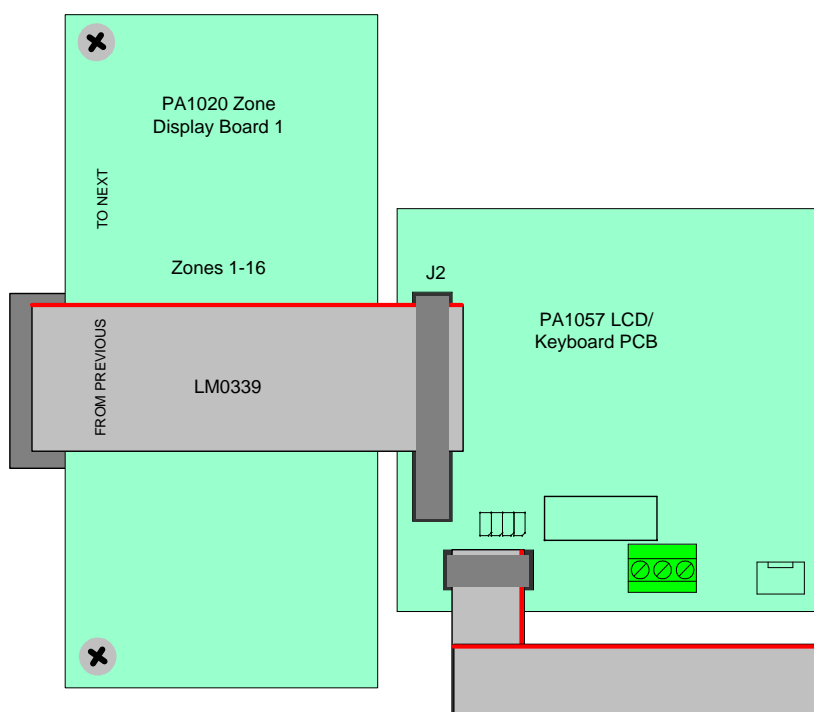 PA1020 Zone
Display Board 1
TO NEXT
Zones 1-16
J2
PA1057 LCD/
Keyboard PCB
FROM PREVIOUS
LM0339